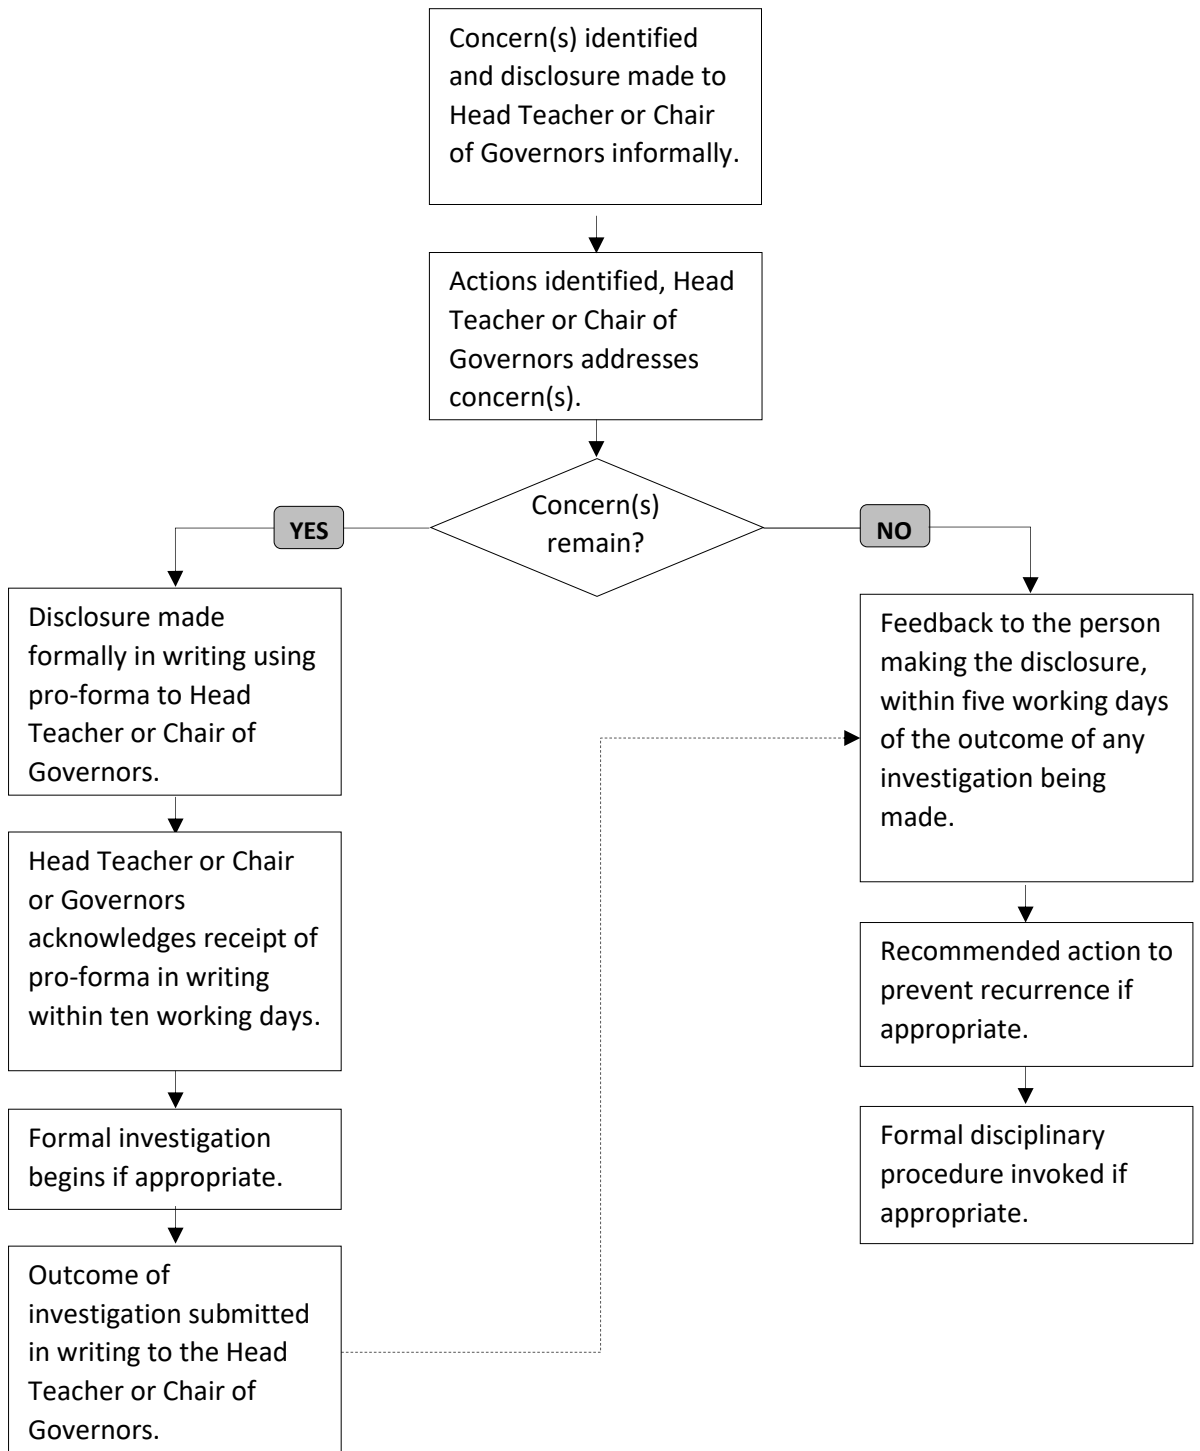 Concern(s) identified
and disclosure made to
Head Teacher or Chair
of Governors informally.
Actions identified, Head
Teacher or Chair of
Governors addresses
concern(s).
Concern(s)
remain?
YES
NO
Disclosure made
formally in writing using
pro-forma to Head
Teacher or Chair of
Governors.
Head Teacher or Chair
or Governors
acknowledges receipt of
pro-forma in writing
within ten working days.
Formal investigation
begins if appropriate.
Outcome of
investigation submitted
in writing to the Head
Teacher or Chair of
Governors.
Feedback to the person
making the disclosure,
within five working days
of the outcome of any
investigation being
made.
Recommended action to
prevent recurrence if
appropriate.
Formal disciplinary
procedure invoked if
appropriate.